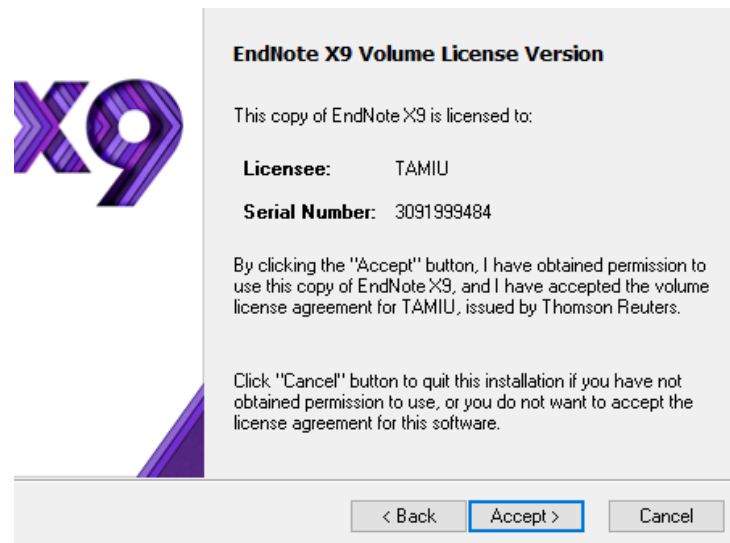 X9
EndNote X9 Volume License Version
This copy of EndNote X9 is licensed to:
Licensee: TAMIU
Serial Number: 3091999484
By clicking the "Accept" button, I have obtained permission to
use this copy of EndNote X9, and I have accepted the volume
license agreement for TAMIU, issued by Thomson Reuters.
Click "Cancel" button to quit this installation if you have not
obtained permission to use, or you do not want to accept the
license agreement for this software.
< Back Accept > Cancel